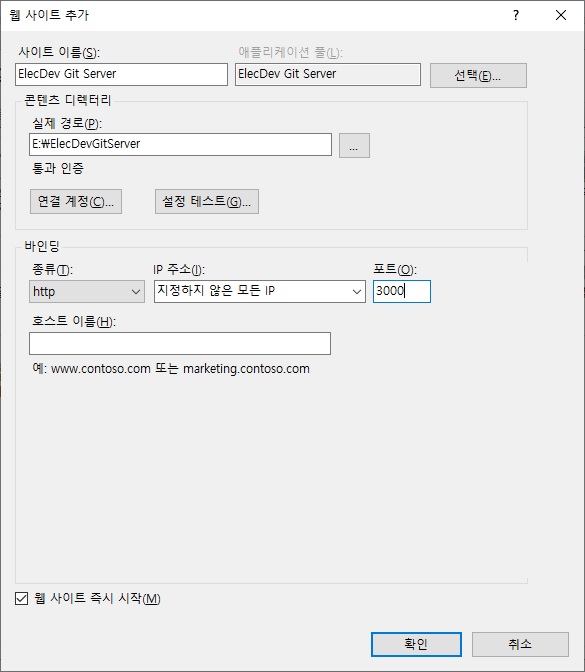 웹 사이트 추가
사이트 이름(S): 애플리케이션 풀(L):
ElecDev Git Server ElecDev Git Server 선택(E)...
콘텐츠 디렉터리
실제 경로(P):
E:₩ElecDevGitServer ...
통과 인증
연결 계정(C)... 설정 테스트(G)...
바인딩
종류(T): IP 주소(I): 포트(O):
http 지정하지 않은 모든 IP 3000
호스트 이름(H):
예: www.contoso.com 또는 marketing.contoso.com
웹 사이트 즉시 시작(M)
확인 취소